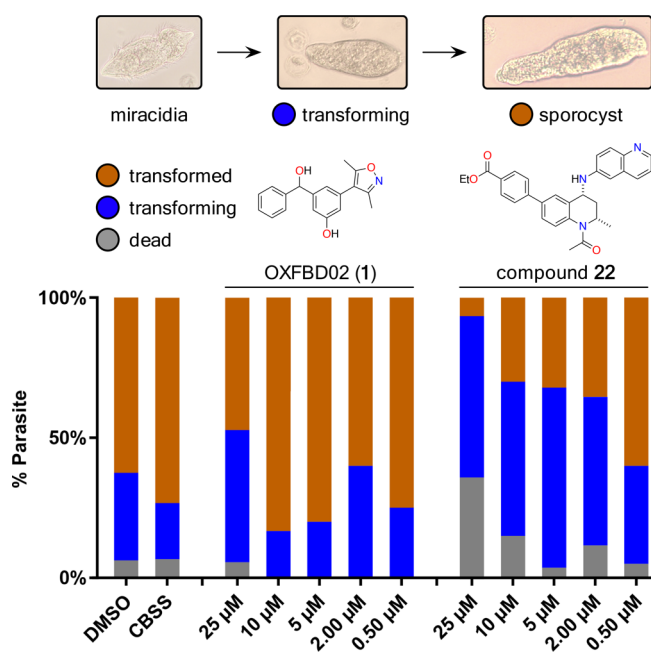 miracidia
transforming
sporocyst
transformed
transforming
dead
OH
O
N
OH
O
EtO
HN
N
N
O
OXFBD02 (1)
compound 22
100%
50%
0%
% Parasite
DMSO
CBSS
25 µM
10 µM
5 µM
2.00 µM
0.50 µM
25 µM
10 µM
5 µM
2.00 µM
0.50 µM